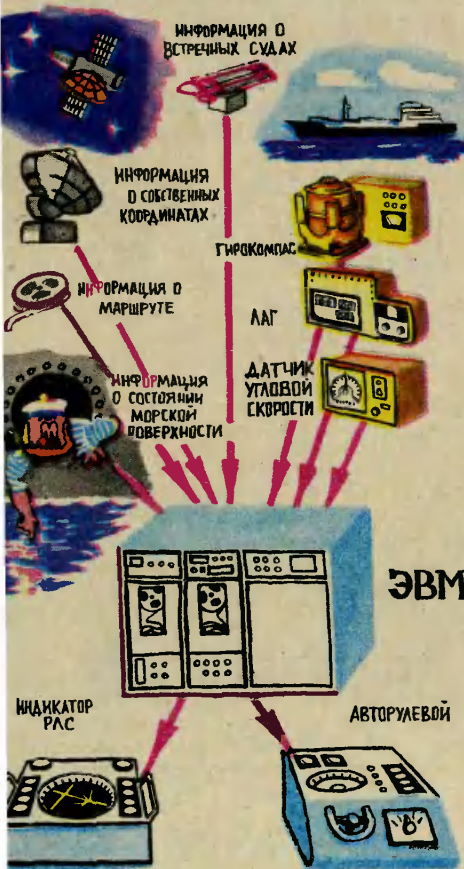 ИНФОРМАЦИЯ О
ВСТРЕЧНЫХ СУДАХ
ИНФОРМАЦИЯ
О СОБСТВЕННЫХ
КООРДИНАТАХ
ГИРОКОМПАС
ИНФОРМАЦИЯ О
МАРШРУТЕ
ЛАГ
ДАТЧИК
УГЛОВОЙ
СКОРОСТИ
ИНФОРМАЦИЯ
О СОСТОЯНИИ
МОРСКОЙ
ПОВЕРХНОСТИ
ЭВМ
ИНДИКАТОР
РЛС
АВТОРУЛЕВОЙ